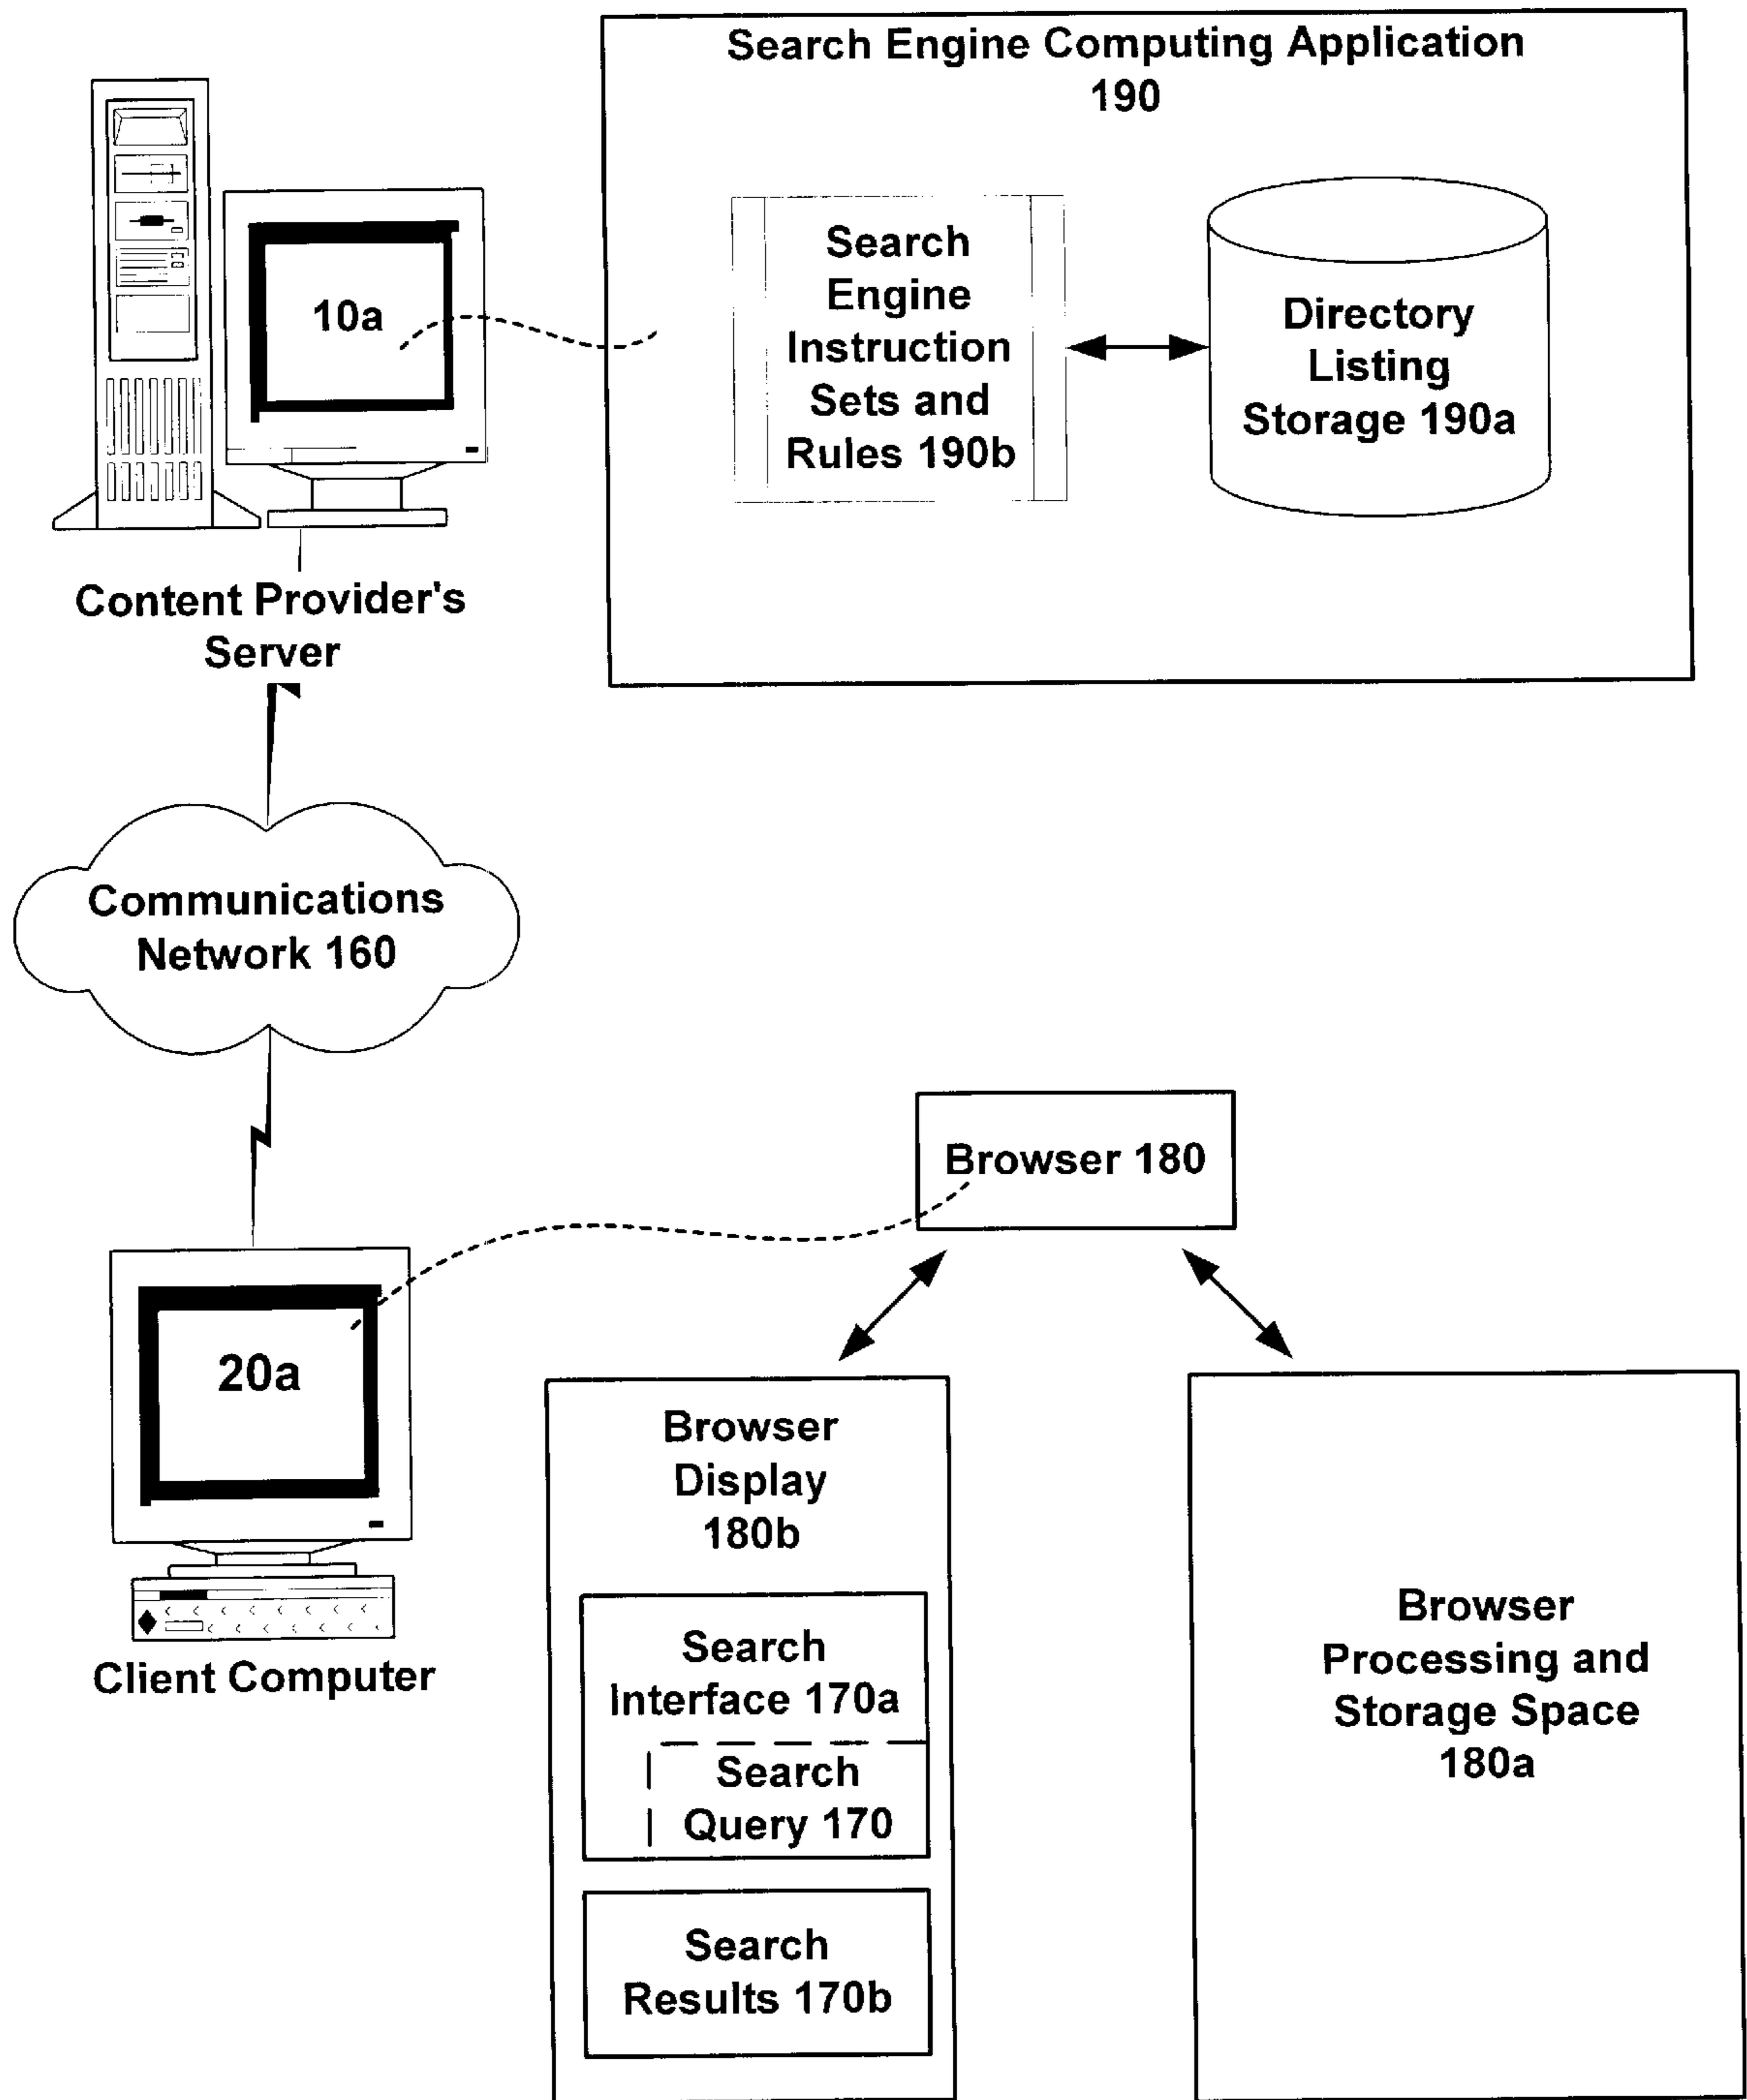 Search Engine Computing Application
190
10a
Search
Engine
Instruction
Sets and
Rules 190b
Directory
Listing
Storage 190a
Content Provider's
Server
Communications
Network 160
Browser 180
20a
Client Computer
Browser
Display
180b
Search
Interface 170a
Search
Query 170
Search
Results 170b
Browser
Processing and
Storage Space
180a